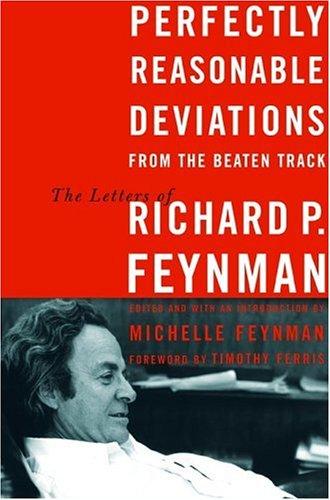 PERFECTLY
REASONABLE
DEVIATIONS
FROM THE BEATEN TRACK
The Letters of
RICHARD P.
FEYNMAN
EDITED AND WITH AN INTRODUCTION BY
MICHELLE FEYNMAN
FOREWORD BY TIMOTHY FERRIS